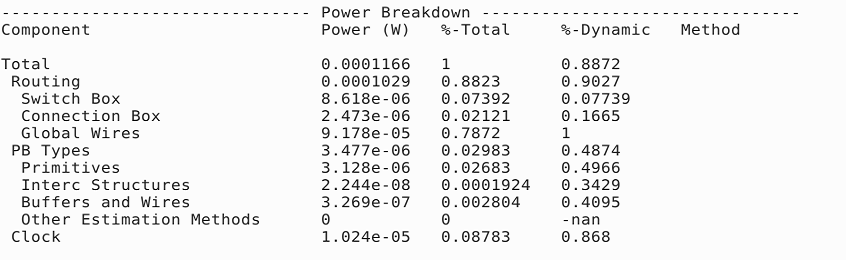 ------------------------------- Power Breakdown --------------------------------
Component                       Power (W)   %-Total     %-Dynamic   Method

Total                           0.0001166   1           0.8872
 Routing                        0.0001029   0.8823      0.9027
  Switch Box                    8.618e-06   0.07392     0.07739
  Connection Box                2.473e-06   0.02121     0.1665
  Global Wires                  9.178e-05   0.7872      1
 PB Types                       3.477e-06   0.02983     0.4874
  Primitives                    3.128e-06   0.02683     0.4966
  Interc Structures             2.244e-08   0.0001924   0.3429
  Buffers and Wires             3.269e-07   0.002804    0.4095
  Other Estimation Methods      0           0           -nan
 Clock                          1.024e-05   0.08783     0.868